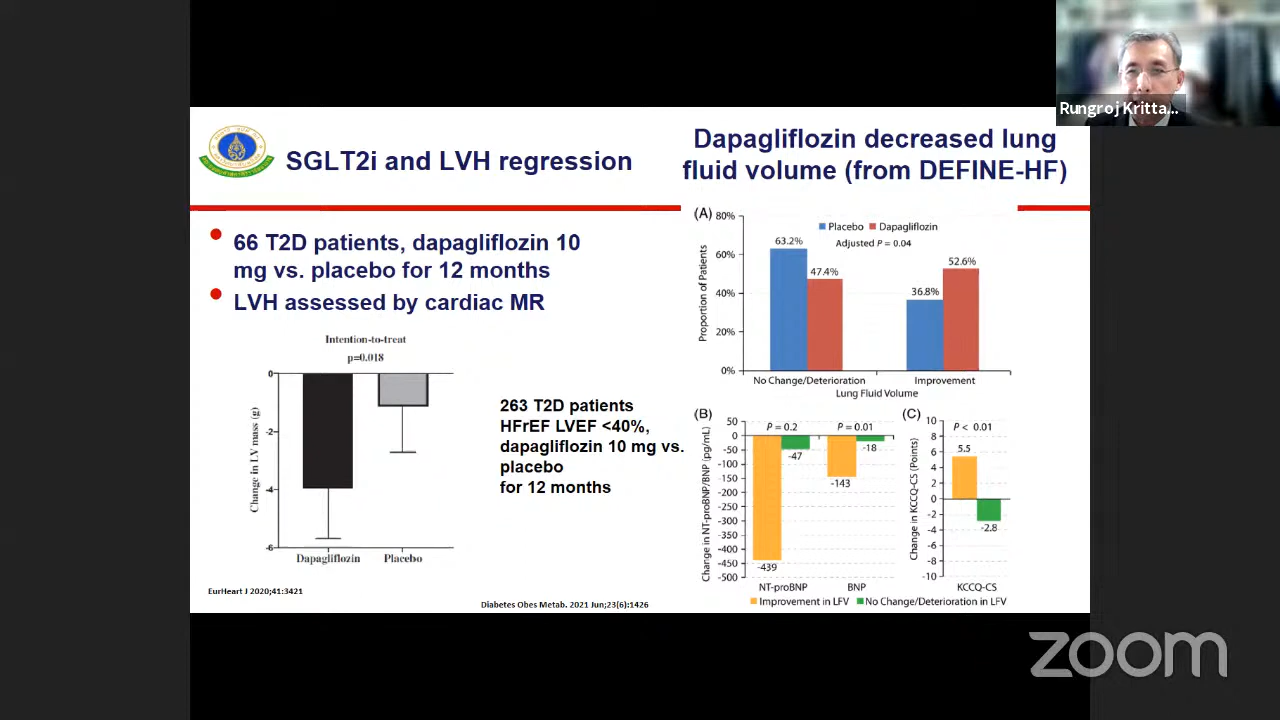 Rungroj Kritta...
SGLT2i and LVH regression
66 T2D patients, dapagliflozin 10
mg vs. placebo for 12 months
LVH assessed by cardiac MR
Intention-to-treat
p=0.018
0
-2
-4
-6
Change in LV mass (g)
Dapagliflozin Placebo
EurHeart J 2020;41:3421
263 T2D patients
HFrEF LVEF <40%,
dapagliflozin 10 mg vs.
placebo
for 12 months
Diabetes Obes Metab. 2021 Jun;23(6):1426
Dapagliflozin decreased lung
fluid volume (from DEFINE-HF)
(A)
80%
60%
40%
20%
0%
Proportion of Patients
Placebo Dapagliflozin
Adjusted P = 0.04
63.2%
47.4%
36.8%
52.6%
No Change/Deterioration Improvement
Lung Fluid Volume
(B)
50
0
-50
-100
-150
-200
-250
-300
-350
-400
-450
-500
Change in NT-proBNP/BNP (pg/mL)
P = 0.2 P = 0.01
-47
-18
-143
-439
NT-proBNP BNP
(C)
10
8
6
4
2
0
-2
-4
-6
-8
-10
Change in KCCQ-CS (Points)
P < 0.01
5.5
-2.8
KCCQ-CS
Improvement in LFV No Change/Deterioration in LFV
zoom